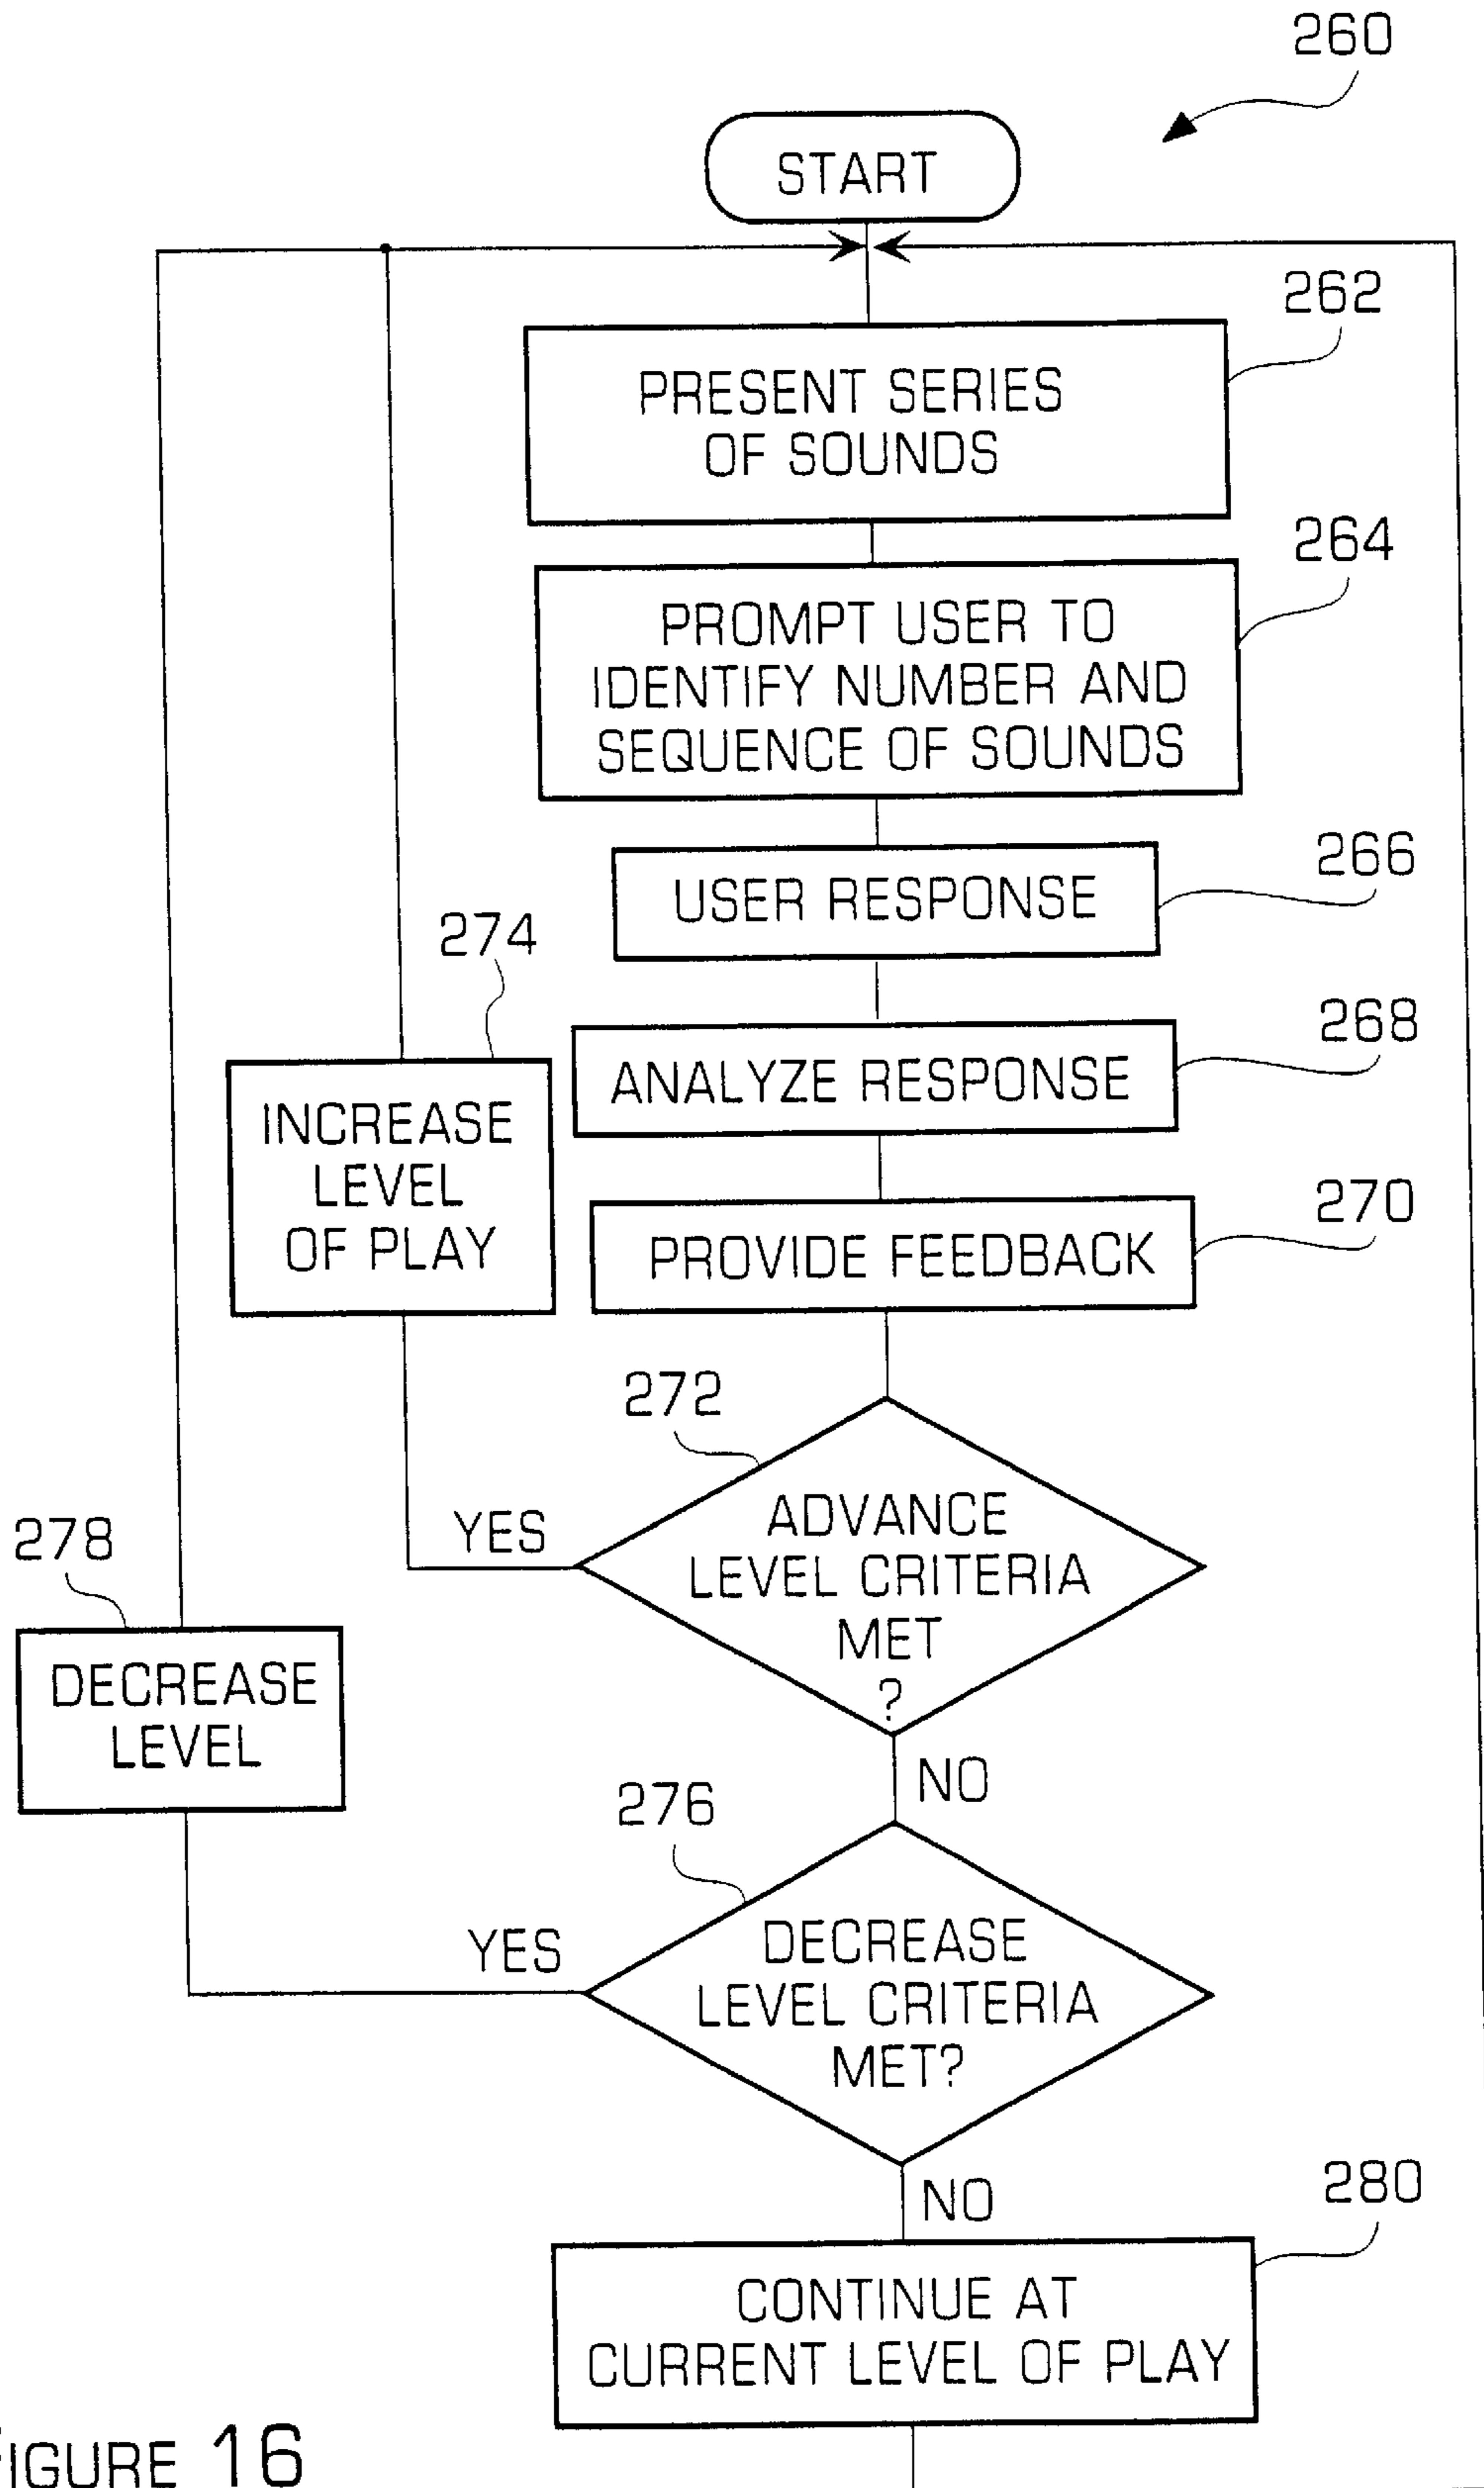 260
START
262
PRESENT SERIES
OF SOUNDS
264
PROMPT USER TO
IDENTIFY NUMBER AND
SEQUENCE OF SOUNDS
266
USER RESPONSE
274
268
ANALYZE RESPONSE
INCREASE
LEVEL
OF PLAY
270
PROVIDE FEEDBACK
272
YES
ADVANCE
LEVEL CRITERIA
MET
?
278
DECREASE
LEVEL
NO
276
YES
DECREASE
LEVEL CRITERIA
MET?
NO
280
CONTINUE AT
CURRENT LEVEL OF PLAY
FIGURE 16